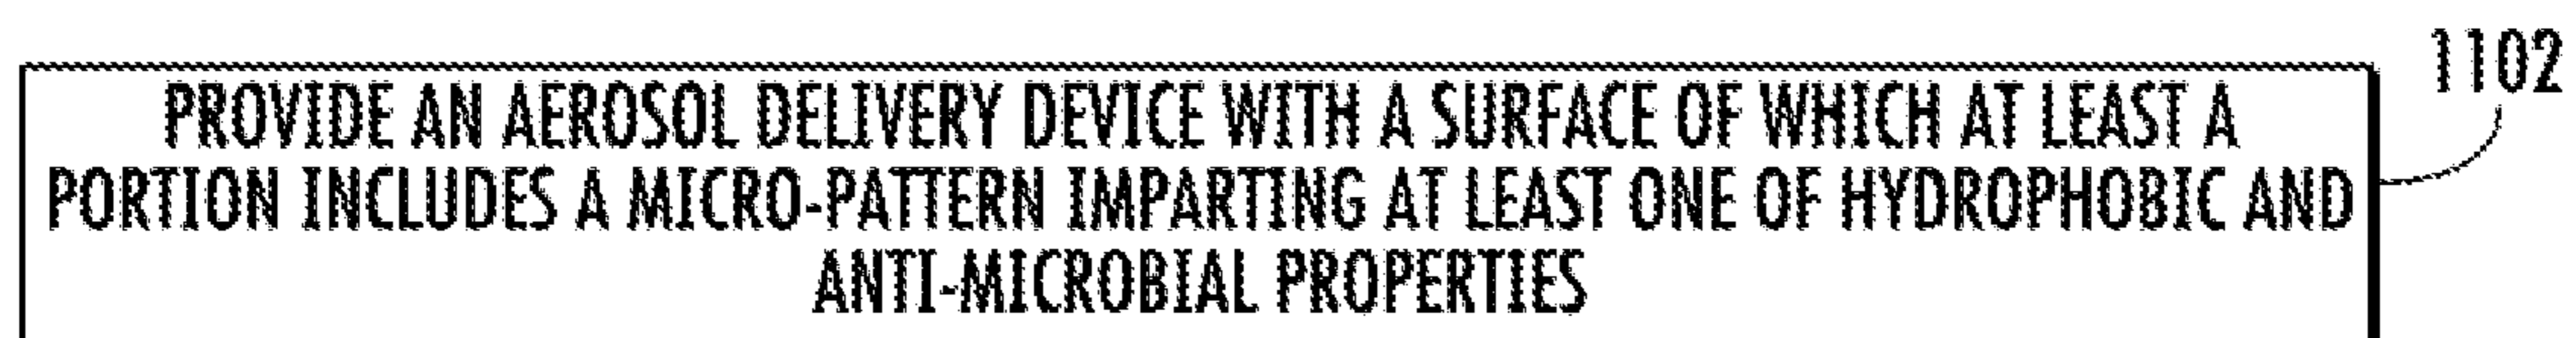 1102
PROVIDE AN AEROSOL DELIVERY DEVICE WITH A SURFACE OF WHICH AT LEAST A
PORTION INCLUDES A MICRO-PATTERN IMPARTING AT LEAST ONE OF HYDROPHOBIC AND
ANTI-MICROBIAL PROPERTIES